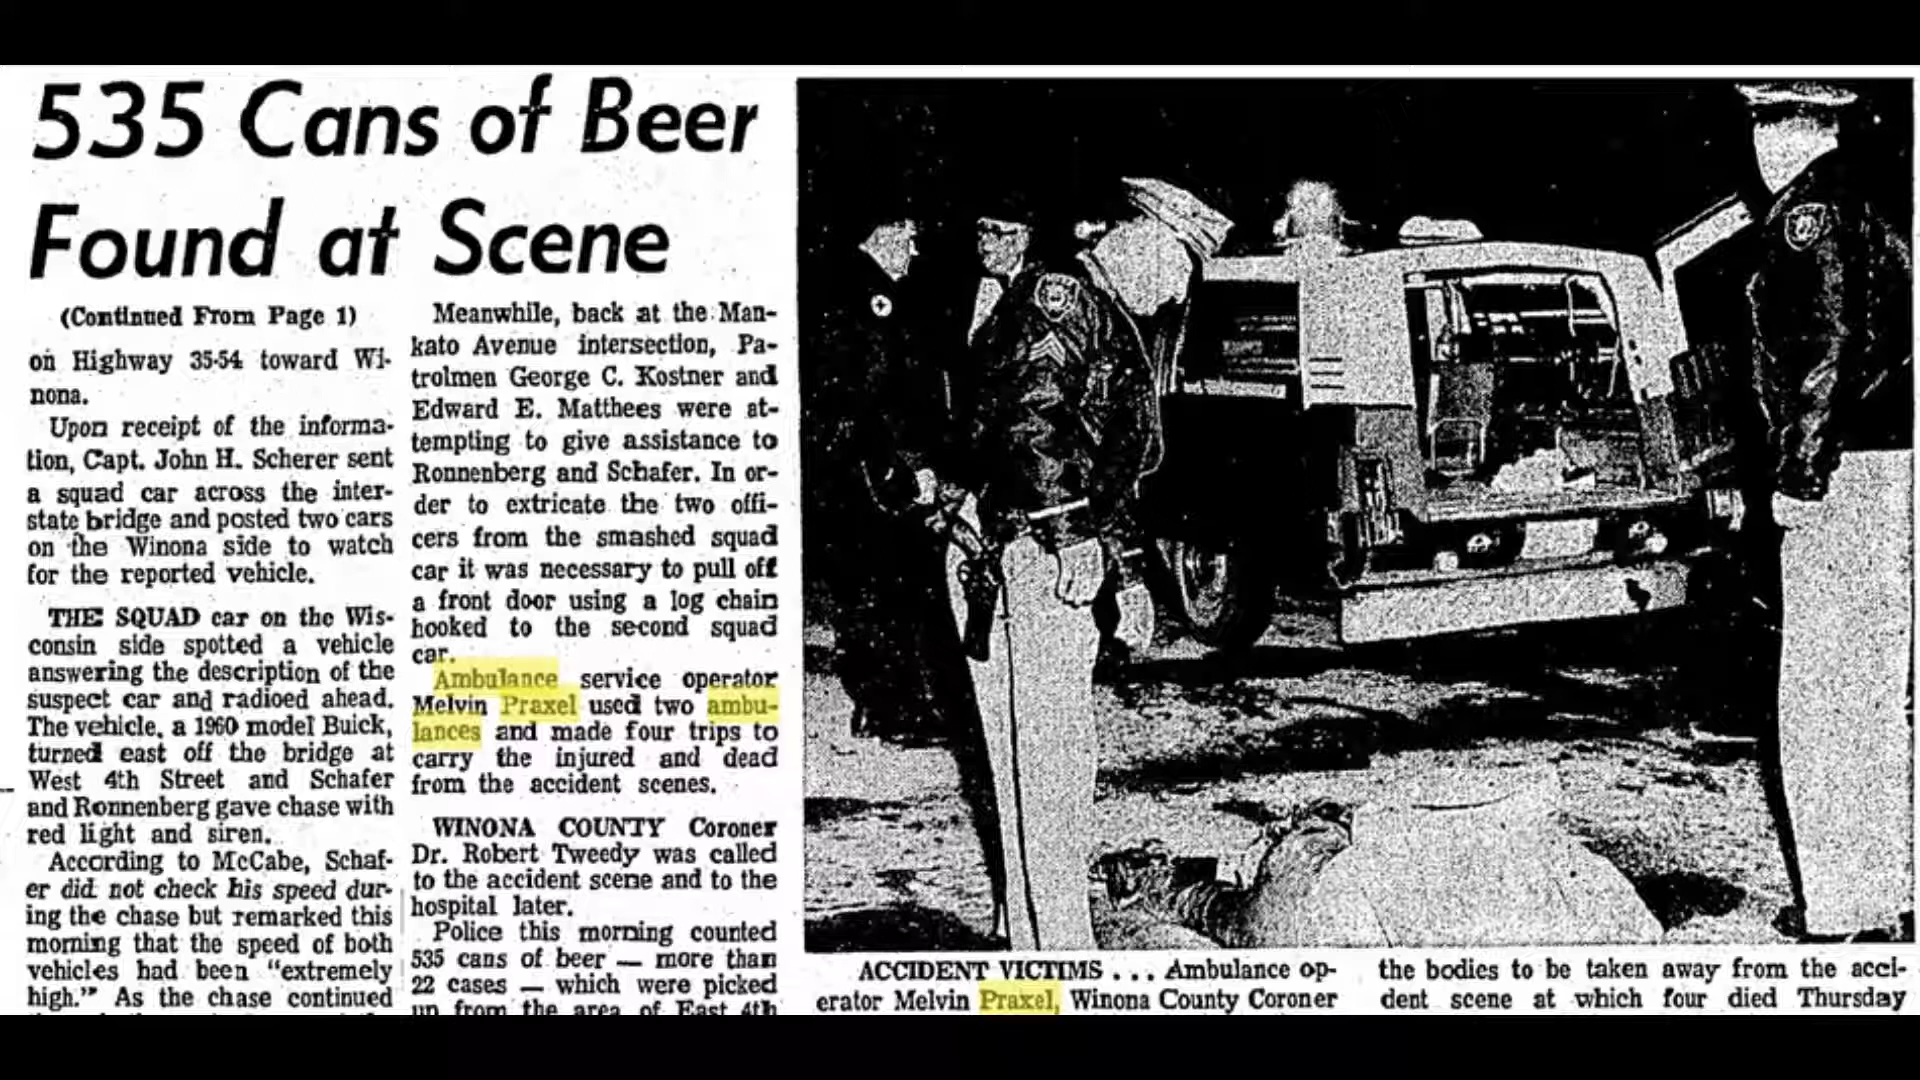 535 Cans of Beer
Found at Scene
(Continued From Page 1)
on Highway 35-54 toward Wi-
nona.
Upon receipt of the informa-
tion, Capt. John H. Scherer sent
a squad car across the inter-
state bridge and posted two cars
on the Winona side to watch
for the reported vehicle.
THE SQUAD car on the Wis-
consin side spotted a vehicle
answering the description of the
suspect car and radioed ahead.
The vehicle, a 1960 model Buick,
turned east off the bridge at
West 4th Street and Schafer
and Ronnenberg gave chase with
red light and siren.
According to McCabe, Schaf-
er did not check his speed dur-
ing the chase but remarked this
morning that the speed of both
vehicles had been "extremely
high." As the chase continued
Meanwhile, back at the Man-
kato Avenue intersection, Pa-
trolmen George C. Kostner and
Edward E. Matthees were at-
tempting to give assistance to
Ronnenberg and Schafer. In or-
der to extricate the two offi-
cers from the smashed squad
car it was necessary to pull off
a front door using a log chain
hooked to the second squad
car.
Ambulance service operator
Melvin Praxel used two ambu-
lances and made four trips to
carry the injured and dead
from the accident scenes.
WINONA COUNTY Coroner
Dr. Robert Tweedy was called
to the accident scene and to the
hospital later.
Police this morning counted
535 cans of beer — more than
22 cases — which were picked
up from the area of East 4th
ACCIDENT VICTIMS . . . Ambulance op-
erator Melvin Praxel, Winona County Coroner
the bodies to be taken away from the acci-
dent scene at which four died Thursday